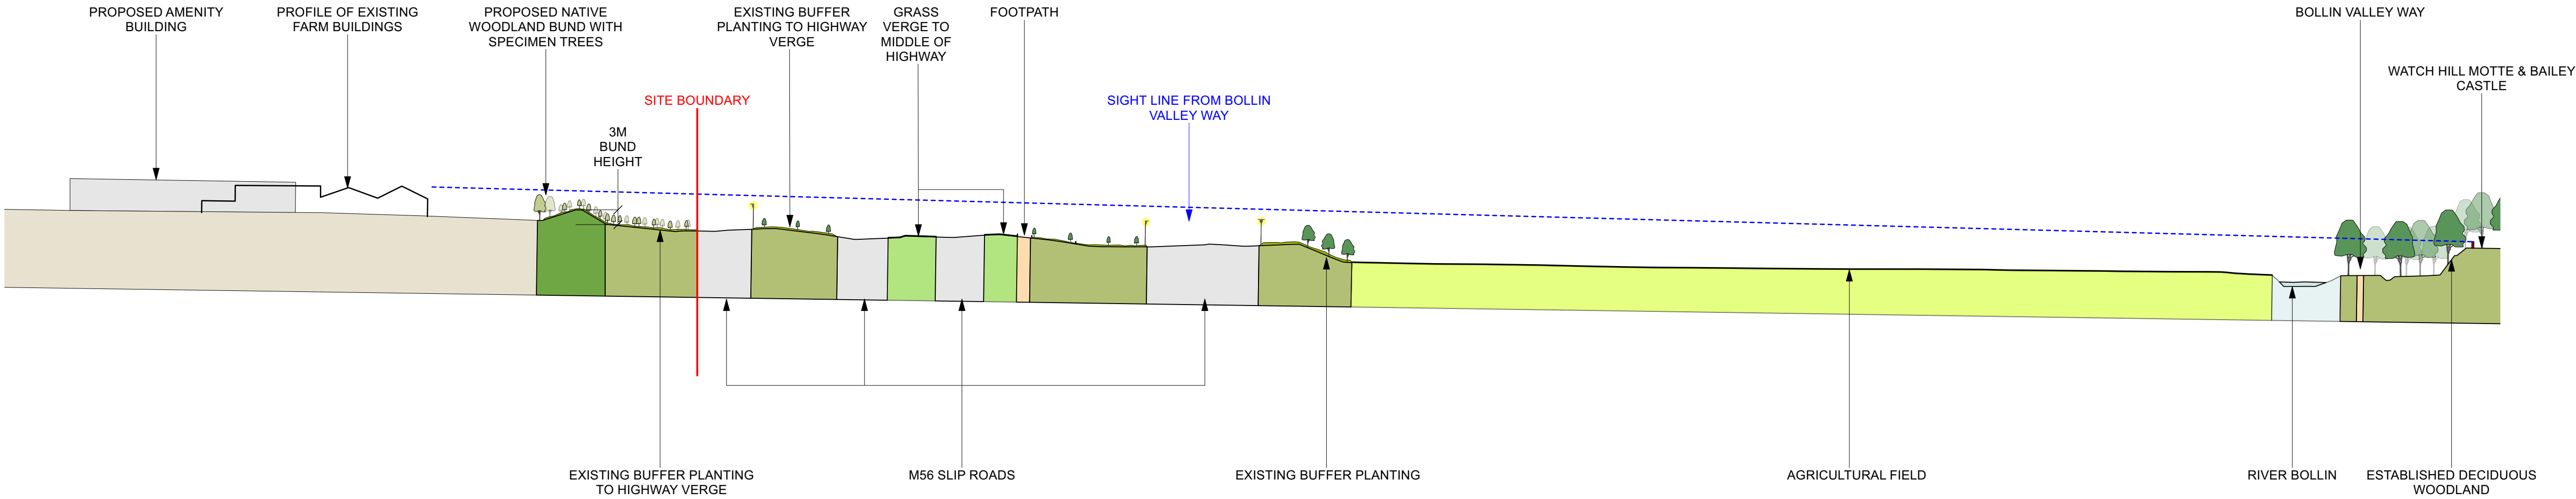 PROPOSED AMENITY
BUILDING
PROFILE OF EXISTING
FARM BUILDINGS
PROPOSED NATIVE
WOODLAND BUND WITH
SPECIMEN TREES
EXISTING BUFFER
PLANTING TO HIGHWAY
VERGE
GRASS
VERGE TO
MIDDLE OF
HIGHWAY
FOOTPATH
BOLLIN VALLEY WAY
WATCH HILL MOTTE & BAILEY
CASTLE
SITE BOUNDARY
SIGHT LINE FROM BOLLIN
VALLEY WAY
3M
BUND
HEIGHT
EXISTING BUFFER PLANTING
TO HIGHWAY VERGE
M56 SLIP ROADS
EXISTING BUFFER PLANTING
AGRICULTURAL FIELD
RIVER BOLLIN
ESTABLISHED DECIDUOUS
WOODLAND